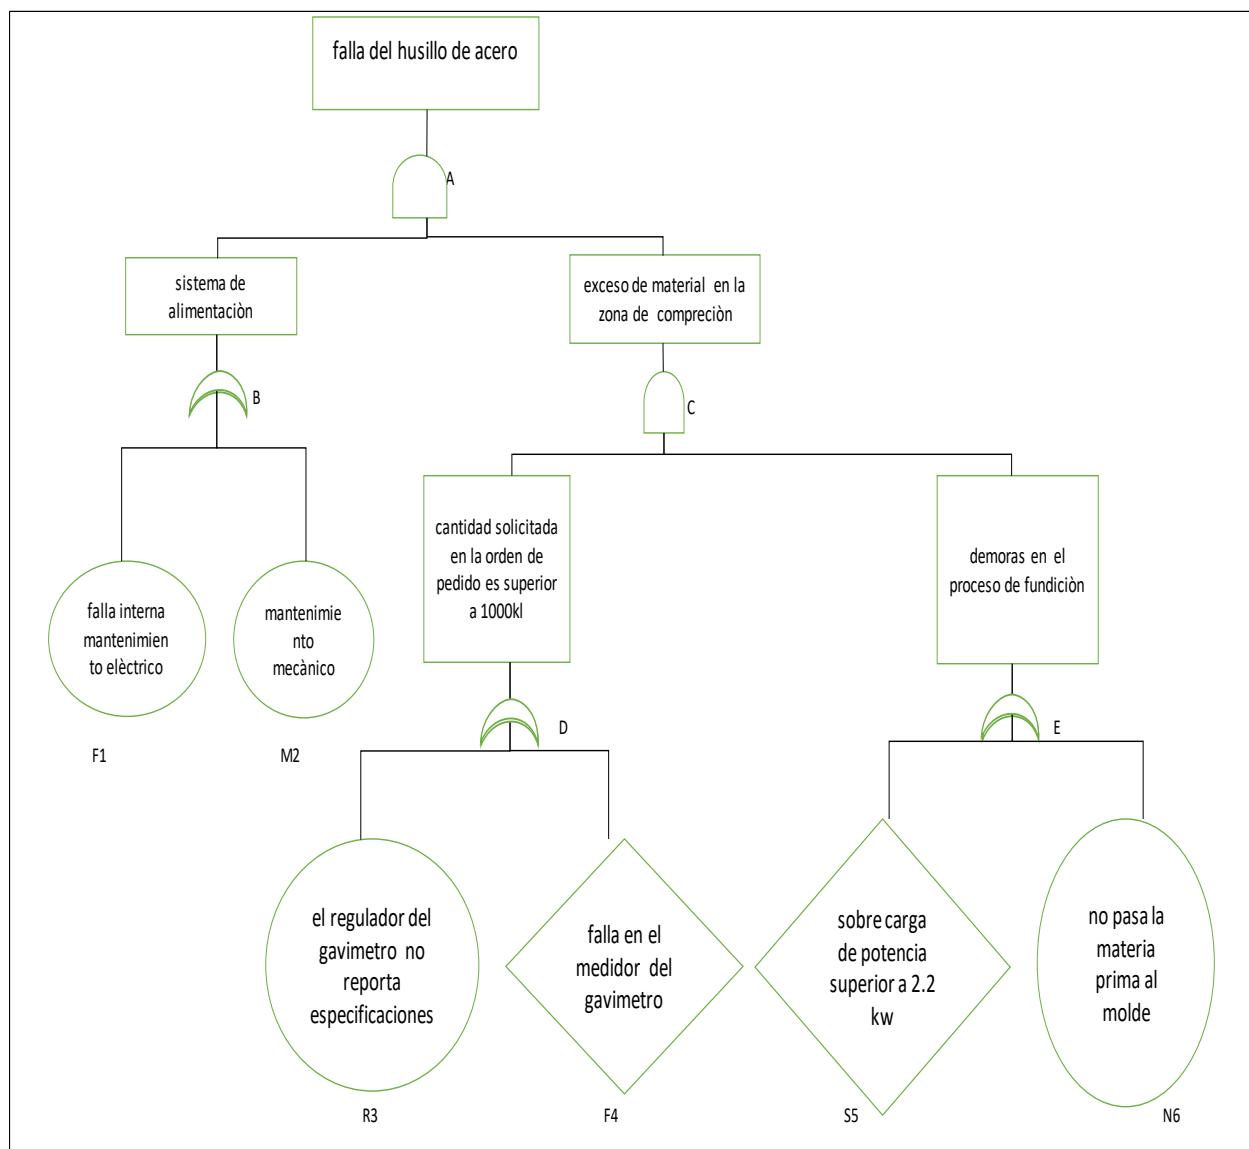 falla del husillo de acero
A
sistema de
alimentaciòn
exceso de material en la
zona de compreciòn
B
C
cantidad solicitada
en la orden de
pedido es superior
a 1000kl
demoras en el
proceso de fundiciòn
falla interna
mantenimien
to elèctrico
mantenimie
nto
mecànico
F1
M2
D
E
el regulador del
gavimetro no
reporta
especificaciones
falla en el
medidor del
gavimetro
sobre carga
de potencia
superior a 2.2
kw
no pasa la
materia
prima al
molde
R3
F4
S5
N6